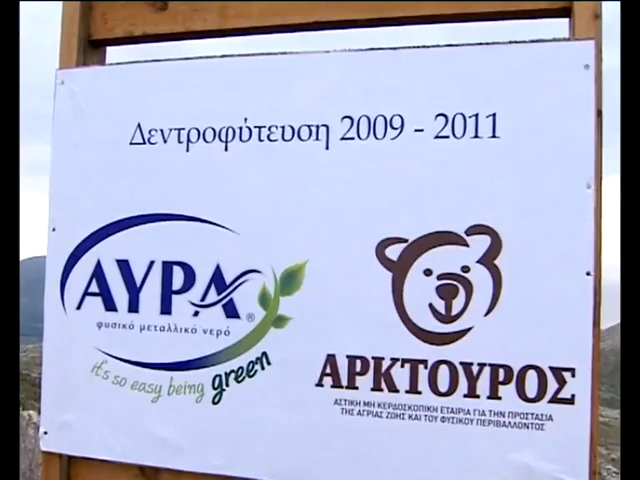 Δεντροφύτευση 2009 - 2011
ΑΥΡΑ®
φυσικό μεταλλικό νερό
it's so easy being green
ΑΡΚΤΟΥΡΟΣ
ΑΣΤΙΚΗ ΜΗ ΚΕΡΔΟΣΚΟΠΙΚΗ ΕΤΑΙΡΙΑ ΓΙΑ ΤΗΝ ΠΡΟΣΤΑΣΙΑ
ΤΗΣ ΑΓΡΙΑΣ ΖΩΗΣ ΚΑΙ ΤΟΥ ΦΥΣΙΚΟΥ ΠΕΡΙΒΑΛΛΟΝΤΟΣ